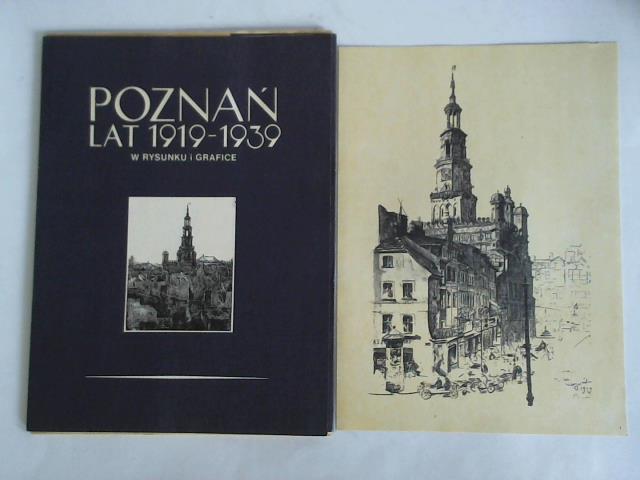 POZNAŃ
LAT 1919-1939
W RYSUNKU i GRAFICE